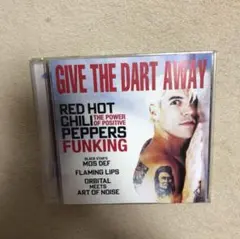 GIVE THE DART AWAY
RED HOT
CHILI THE POWER
OF POSITIVE
PEPPERS
FUNKING
BLACK STAR'S
MOS DEF
FLAMING LIPS
ORBITAL
MEETS
ART OF NOISE